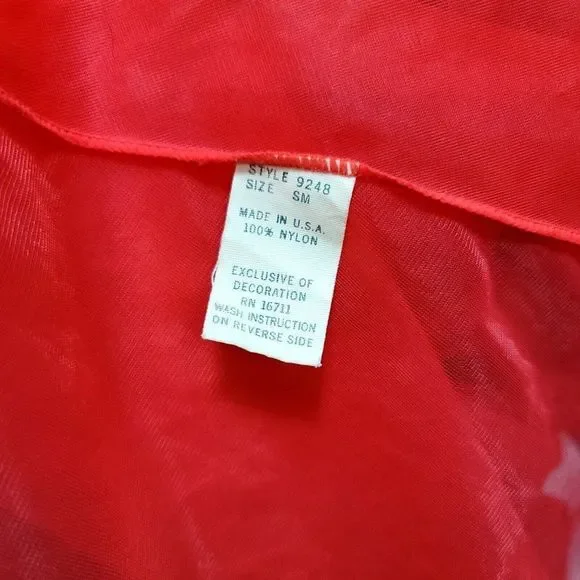 STYLE 9248
SIZE SM
MADE IN U.S.A.
100% NYLON
EXCLUSIVE OF
DECORATION
RN 16711
WASH INSTRUCTION
ON REVERSE SIDE